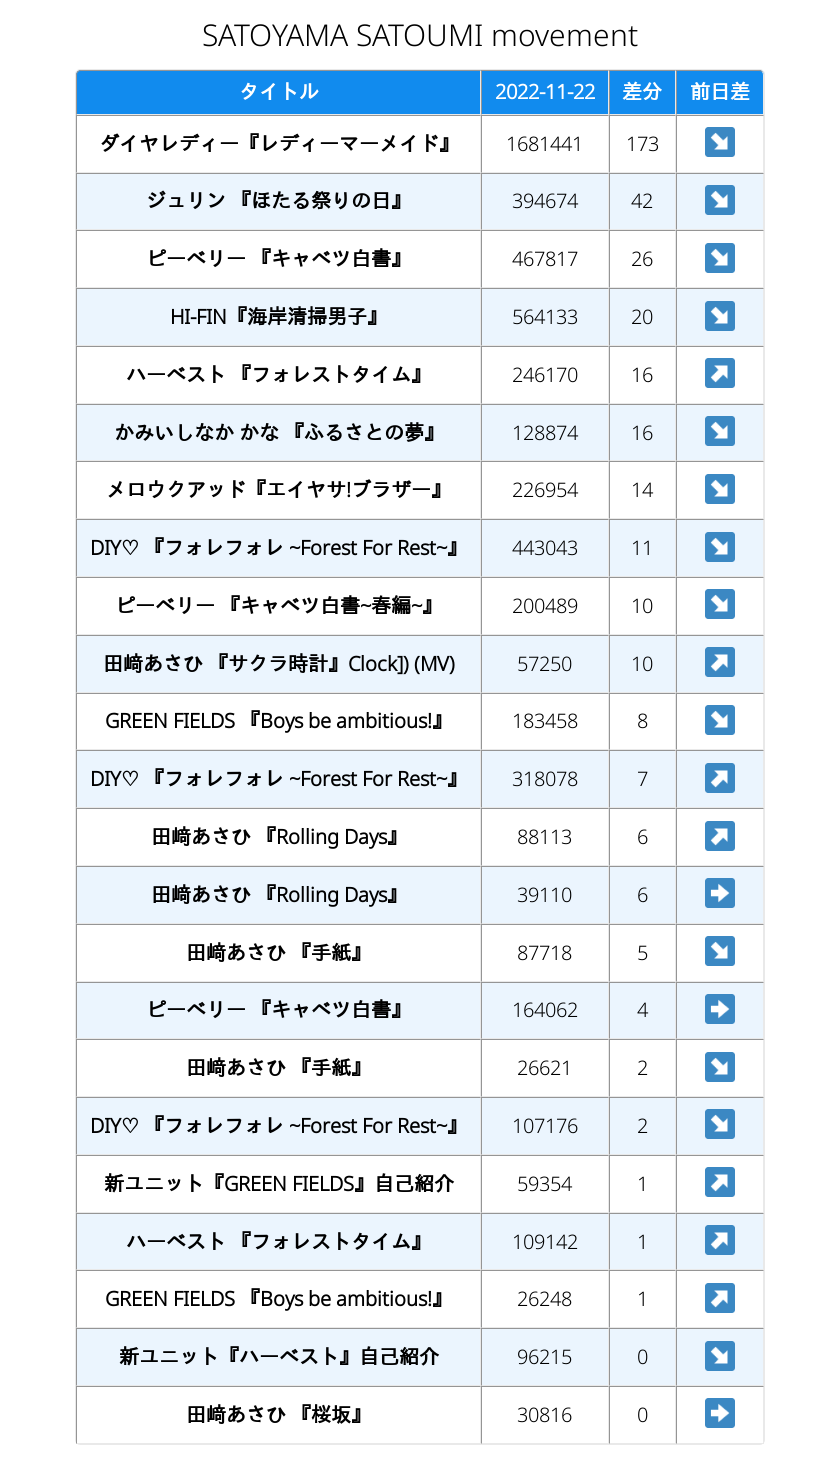 SATOYAMA SATOUMI movement
タイトル 2022-11-22 差分 前日差
ダイヤレディー『レディーマーメイド』 1681441 173 ↘
ジュリン 『ほたる祭りの日』 394674 42 ↘
ピーベリー 『キャベツ白書』 467817 26 ↘
HI-FIN『海岸清掃男子』 564133 20 ↘
ハーベスト 『フォレストタイム』 246170 16 ↗
かみいしなか かな 『ふるさとの夢』 128874 16 ↘
メロウクアッド『エイヤサ!ブラザー』 226954 14 ↘
DIY♡ 『フォレフォレ ~Forest For Rest~』 443043 11 ↘
ピーベリー 『キャベツ白書~春編~』 200489 10 ↘
田﨑あさひ 『サクラ時計』Clock]) (MV) 57250 10 ↗
GREEN FIELDS 『Boys be ambitious!』 183458 8 ↘
DIY♡ 『フォレフォレ ~Forest For Rest~』 318078 7 ↗
田﨑あさひ 『Rolling Days』 88113 6 ↗
田﨑あさひ 『Rolling Days』 39110 6 ➡
田﨑あさひ 『手紙』 87718 5 ↘
ピーベリー 『キャベツ白書』 164062 4 ➡
田﨑あさひ 『手紙』 26621 2 ↘
DIY♡ 『フォレフォレ ~Forest For Rest~』 107176 2 ↘
新ユニット『GREEN FIELDS』自己紹介 59354 1 ↗
ハーベスト 『フォレストタイム』 109142 1 ↗
GREEN FIELDS 『Boys be ambitious!』 26248 1 ↗
新ユニット『ハーベスト』自己紹介 96215 0 ↘
田﨑あさひ 『桜坂』 30816 0 ➡